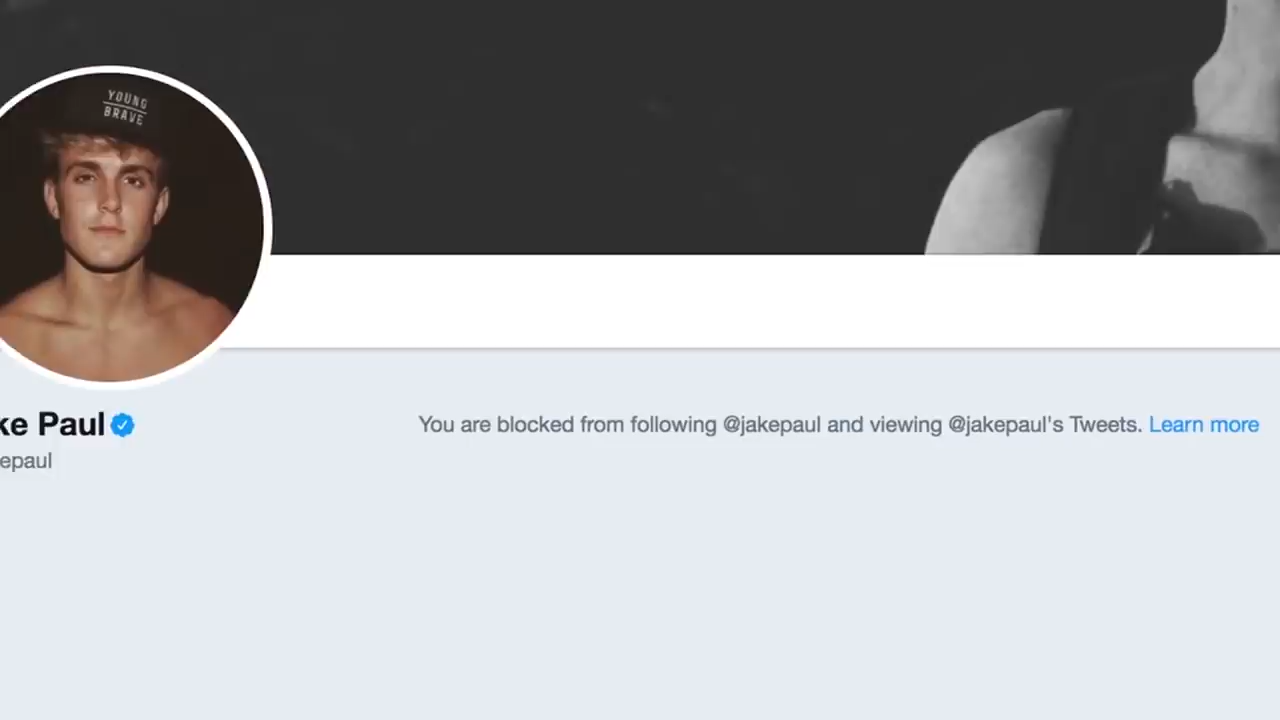 YOUNG
BRAVE
ke Paul
You are blocked from following @jakepaul and viewing @jakepaul's Tweets. Learn more
epaul